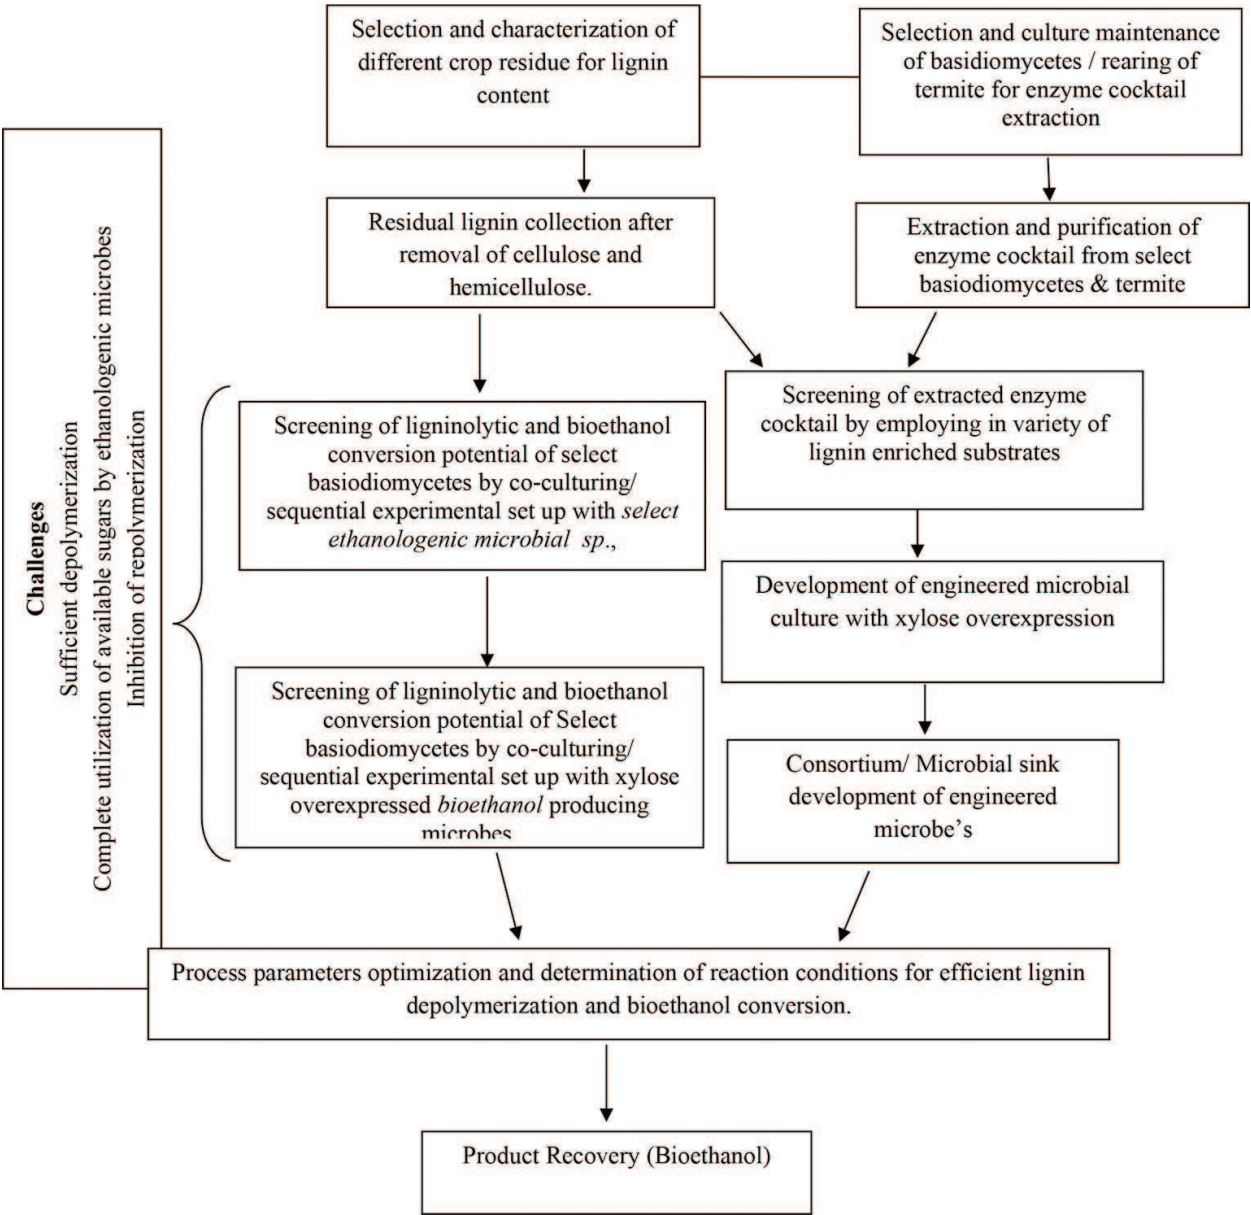 Selection and characterization of
different crop residue for lignin
content
Selection and culture maintenance
of basidiomycetes / rearing of
termite for enzyme cocktail
extraction
Residual lignin collection after
removal of cellulose and
hemicellulose.
Extraction and purification of
enzyme cocktail from select
basiodiomycetes & termite
Challenges
Sufficient depolymerization
Complete utilization of available sugars by ethanologenic microbes
Inhibition of repolymerization
Screening of ligninolytic and bioethanol
conversion potential of select
basiodiomycetes by co-culturing/
sequential experimental set up with select
ethanologenic microbial sp.,
Screening of extracted enzyme
cocktail by employing in variety of
lignin enriched substrates
Development of engineered microbial
culture with xylose overexpression
Screening of ligninolytic and bioethanol
conversion potential of Select
basiodiomycetes by co-culturing/
sequential experimental set up with xylose
overexpressed bioethanol producing
microbes
Consortium/ Microbial sink
development of engineered
microbe's
Process parameters optimization and determination of reaction conditions for efficient lignin
depolymerization and bioethanol conversion.
Product Recovery (Bioethanol)